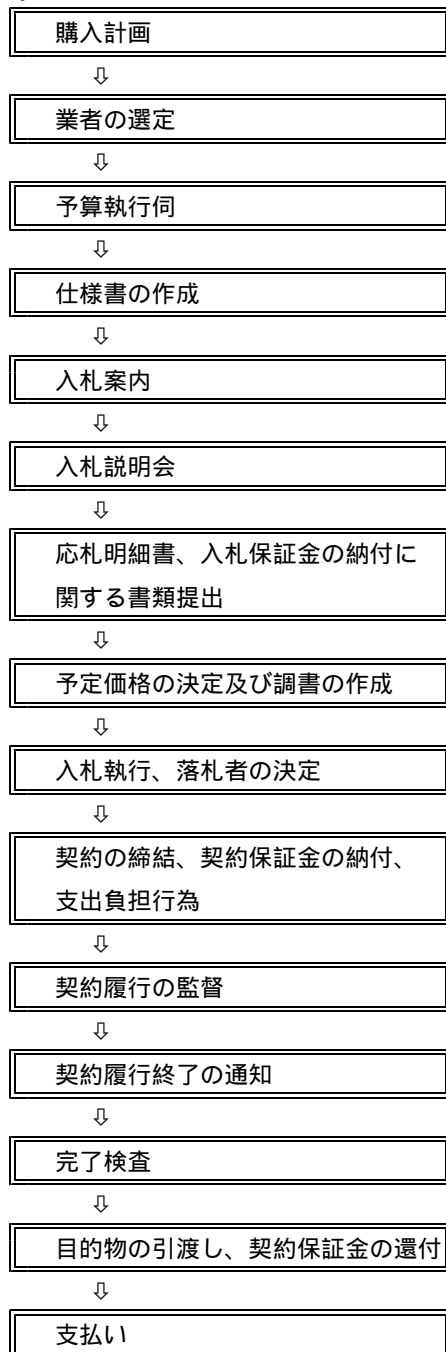 購入計画
⇩
業者の選定
⇩
予算執行伺
⇩
仕様書の作成
⇩
入札案内
⇩
入札説明会
⇩
応札明細書、入札保証金の納付に
関する書類提出
⇩
予定価格の決定及び調書の作成
⇩
入札執行、落札者の決定
⇩
契約の締結、契約保証金の納付、
支出負担行為
⇩
契約履行の監督
⇩
契約履行終了の通知
⇩
完了検査
⇩
目的物の引渡し、契約保証金の還付
⇩
支払い